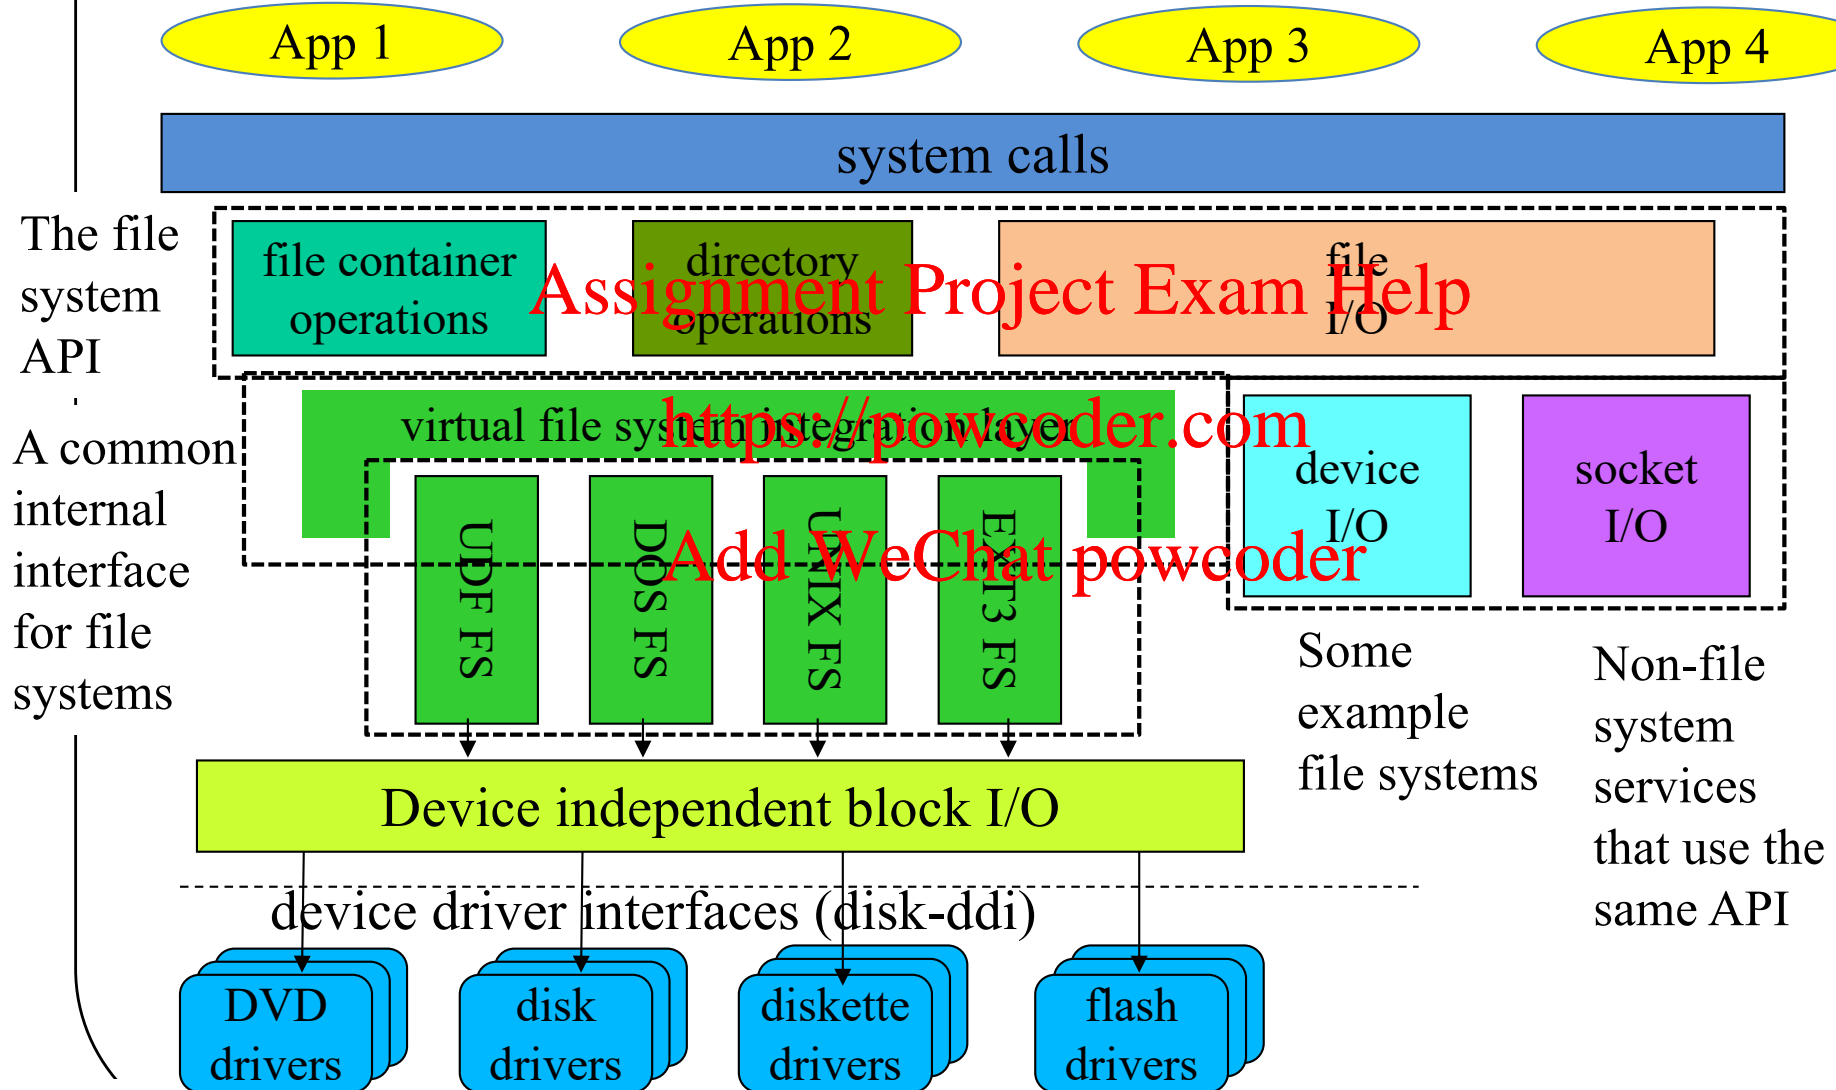 App 1
App 2
App 3
App 4
system calls
The file
system
API
file container
operations
directory
operations
file
I/O
Assignment Project Exam Help
A common
internal
interface
for file
systems
virtual file system integration layer
https://powcoder.com
UDF FS
DOS FS
UNIX FS
EXT3 FS
Add WeChat powcoder
device
I/O
socket
I/O
Some
example
file systems
Non-file
system
services
that use the
same API
Device independent block I/O
device driver interfaces (disk-ddi)
DVD
drivers
disk
drivers
diskette
drivers
flash
drivers